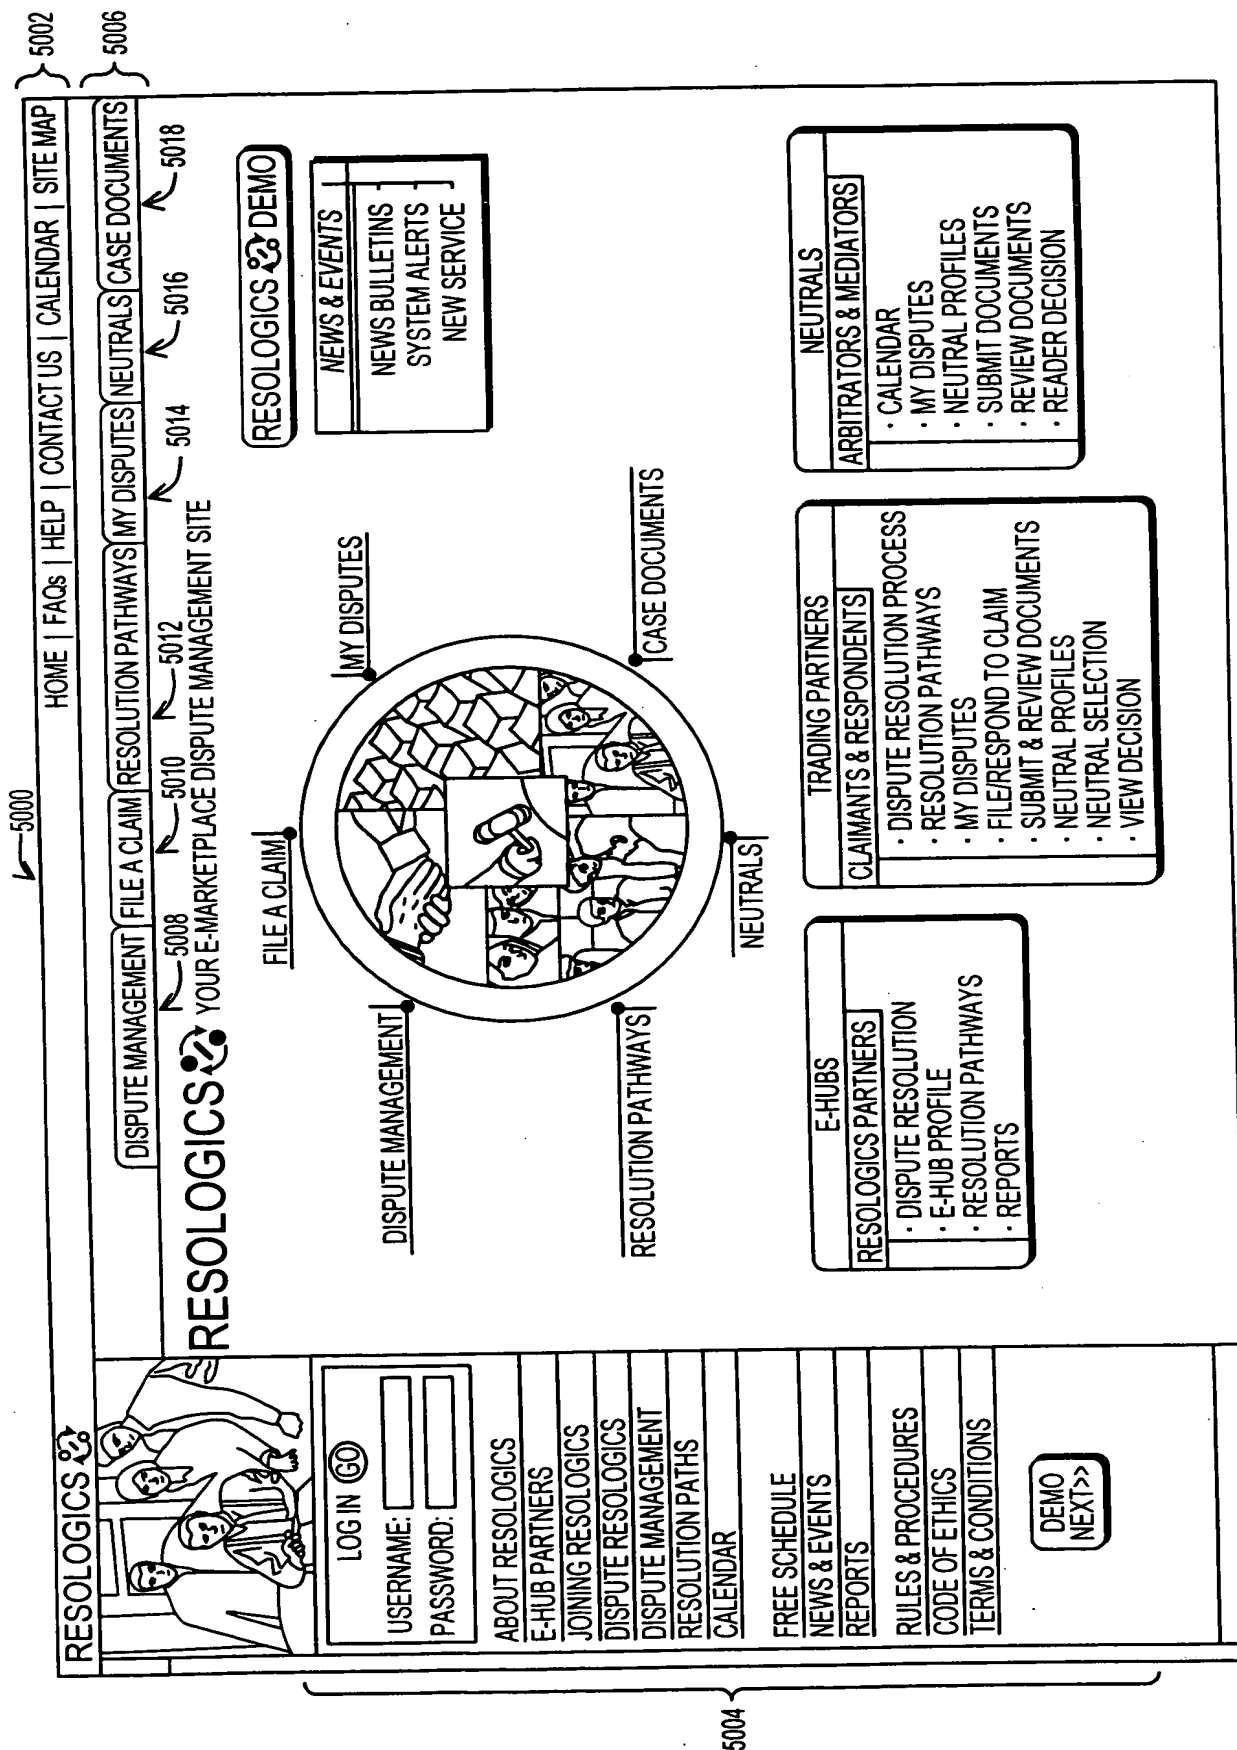 5000
5002
HOME | FAQs | HELP | CONTACT US | CALENDAR | SITE MAP
5006
RESOLOGICS
DISPUTE MANAGEMENT FILE A CLAIM RESOLUTION PATHWAYS MY DISPUTES NEUTRALS CASE DOCUMENTS
5008 5010 5012 5014 5016 5018
RESOLOGICS YOUR E-MARKETPLACE DISPUTE MANAGEMENT SITE
RESOLOGICS DEMO
NEWS & EVENTS
NEWS BULLETINS
SYSTEM ALERTS
NEW SERVICE
FILE A CLAIM
MY DISPUTES
DISPUTE MANAGEMENT
CASE DOCUMENTS
RESOLUTION PATHWAYS
NEUTRALS
LOG IN GO
USERNAME:
PASSWORD:
ABOUT RESOLOGICS
E-HUB PARTNERS
JOINING RESOLOGICS
DISPUTE RESOLOGICS
DISPUTE MANAGEMENT
RESOLUTION PATHS
CALENDAR
FREE SCHEDULE
NEWS & EVENTS
REPORTS
RULES & PROCEDURES
CODE OF ETHICS
TERMS & CONDITIONS
DEMO
NEXT>>
5004
E-HUBS
RESOLOGICS PARTNERS
· DISPUTE RESOLUTION
· E-HUB PROFILE
· RESOLUTION PATHWAYS
· REPORTS
TRADING PARTNERS
CLAIMANTS & RESPONDENTS
· DISPUTE RESOLUTION PROCESS
· RESOLUTION PATHWAYS
· MY DISPUTES
· FILE/RESPOND TO CLAIM
· SUBMIT & REVIEW DOCUMENTS
· NEUTRAL PROFILES
· NEUTRAL SELECTION
· VIEW DECISION
NEUTRALS
ARBITRATORS & MEDIATORS
· CALENDAR
· MY DISPUTES
· NEUTRAL PROFILES
· SUBMIT DOCUMENTS
· REVIEW DOCUMENTS
· READER DECISION